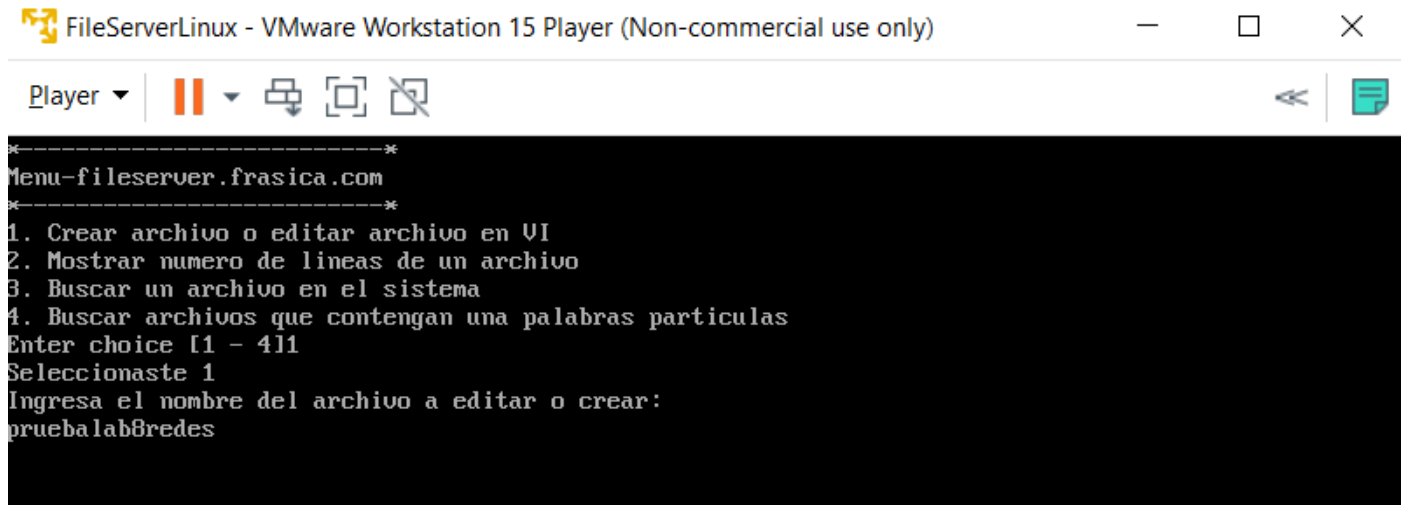 FileServerLinux - VMware Workstation 15 Player (Non-commercial use only)
Player
*--------------------------*
Menu-fileserver.frasica.com
*--------------------------*
1. Crear archivo o editar archivo en VI
2. Mostrar numero de lineas de un archivo
3. Buscar un archivo en el sistema
4. Buscar archivos que contengan una palabras particulas
Enter choice [1 - 4]1
Seleccionaste 1
Ingresa el nombre del archivo a editar o crear:
pruebalab8redes